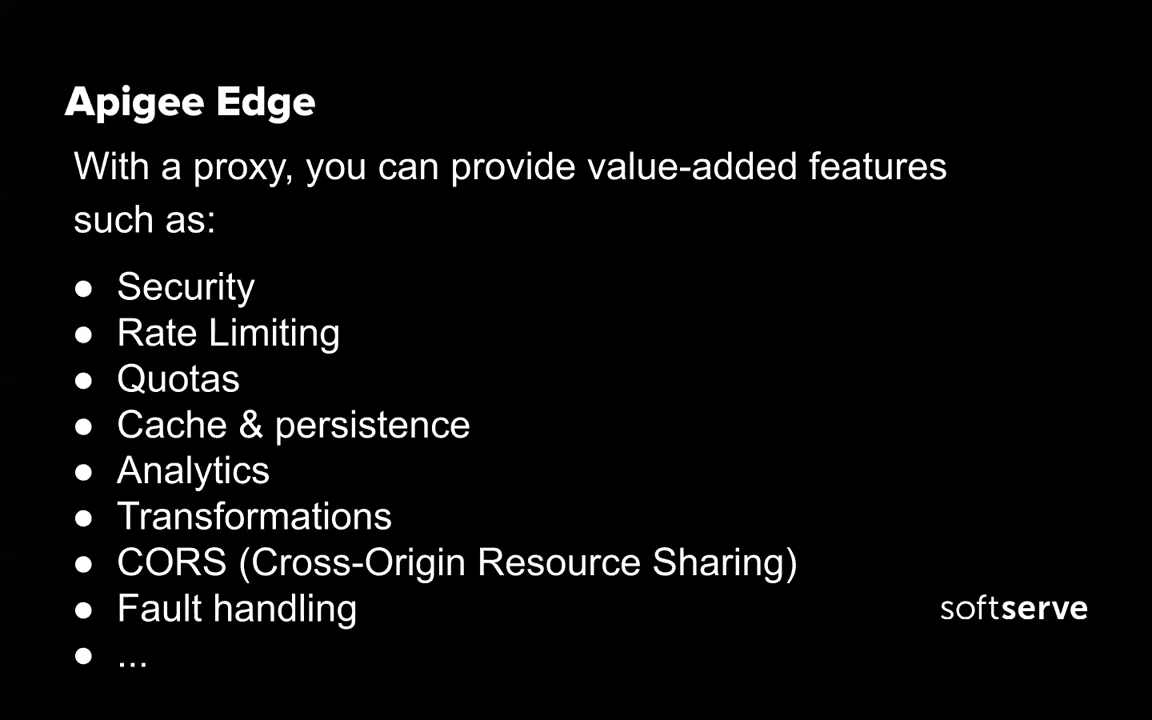 Apigee Edge
With a proxy, you can provide value-added features
such as:
● Security
● Rate Limiting
● Quotas
● Cache & persistence
● Analytics
● Transformations
● CORS (Cross-Origin Resource Sharing)
● Fault handling
● ...
softserve